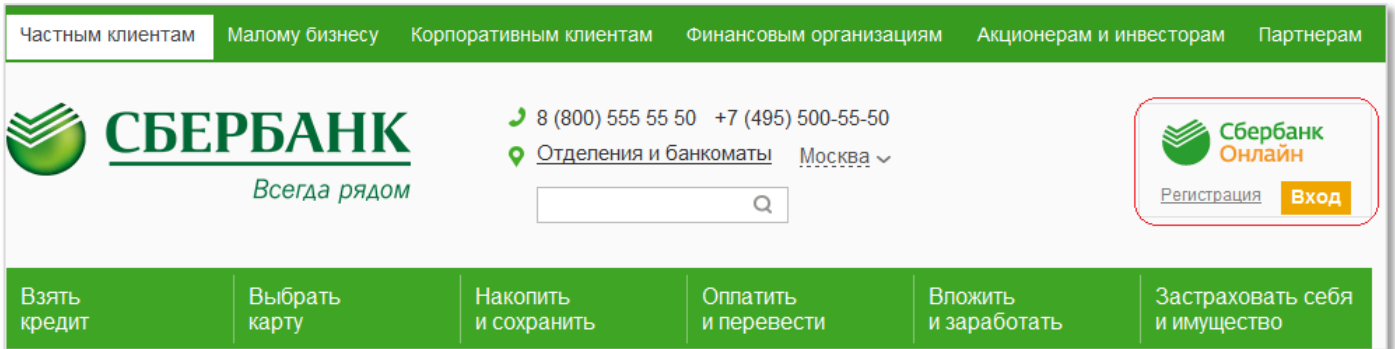 Частным клиентам Малому бизнесу Корпоративным клиентам Финансовым организациям Акционерам и инвесторам Партнерам
СБЕРБАНК
Всегда рядом
8 (800) 555 55 50 +7 (495) 500-55-50
Отделения и банкоматы Москва
Сбербанк
Онлайн
Регистрация Вход
Взять
кредит
Выбрать
карту
Накопить
и сохранить
Оплатить
и перевести
Вложить
и заработать
Застраховать себя
и имущество